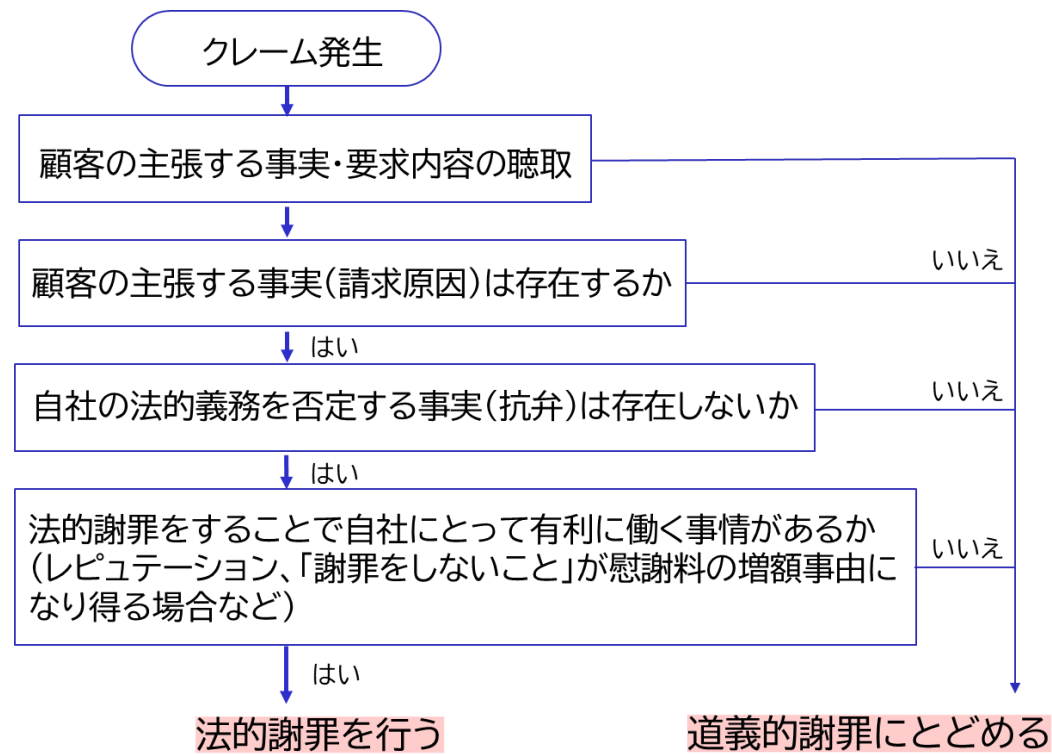 クレーム発生
顧客の主張する事実・要求内容の聴取
いいえ
顧客の主張する事実（請求原因）は存在するか
はい
いいえ
自社の法的義務を否定する事実（抗弁）は存在しないか
はい
法的謝罪をすることで自社にとって有利に働く事情があるか
いいえ
（レピュテーション、「謝罪をしないこと」が慰謝料の増額事由に
なり得る場合など）
はい
法的謝罪を行う
道義的謝罪にとどめる